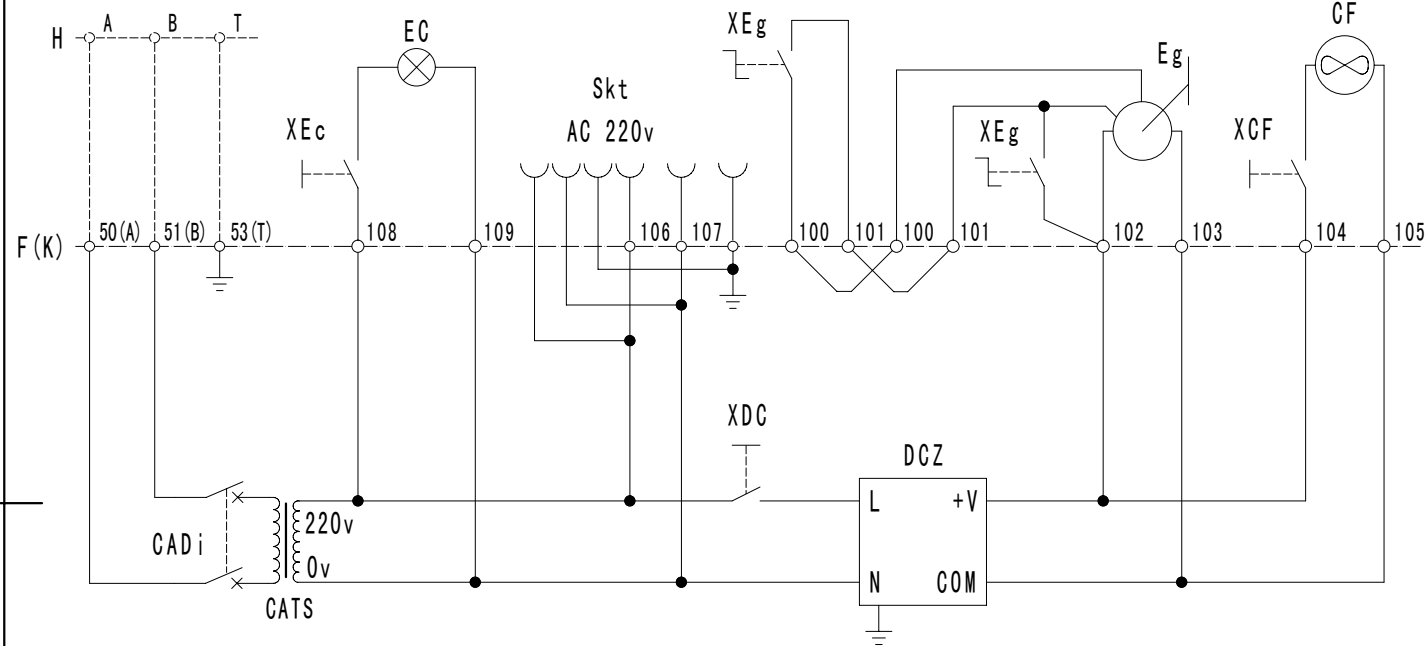 H A B T
EC
XEg
CF
Eg
Skt
AC 220v
XEc
XEg
XCF
F(K) 50(A) 51(B) 53(T) 108 109 106 107 100 101 100 101 102 103 104 105
XDC
DCZ
L +V
220v
CADi
0v
N COM
CATS